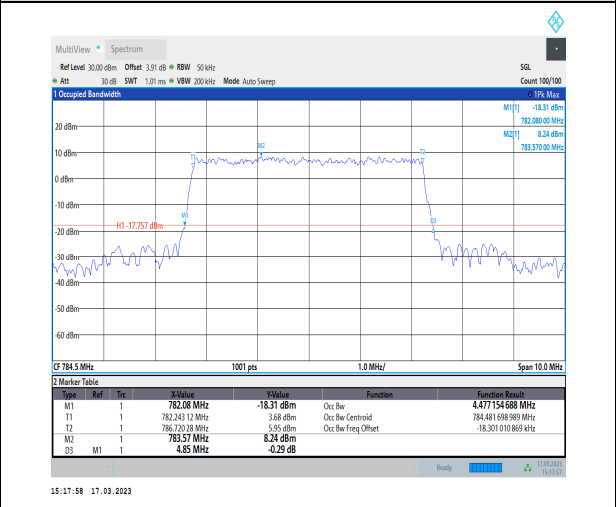 MultiView Spectrum
Ref Level 30.00 dBm Offset 3.91 dB RBW 50 kHz SGL
Att 30 dB SWT 1.01 ms VBW 200 kHz Mode Auto Sweep Count 100/100
1 Occupied Bandwidth 1Pk Max
M1[1] -18.31 dBm
782.080 00 MHz
20 dBm M2[1] 8.24 dBm
783.570 00 MHz
M2
10 dBm T1 T2
0 dBm
-10 dBm
M1
H1 -17.757 dBm D3
-20 dBm
-30 dBm
-40 dBm
-50 dBm
-60 dBm
CF 784.5 MHz 1001 pts 1.0 MHz/ Span 10.0 MHz
2 Marker Table
Type Ref Trc X-Value Y-Value Function Function Result
M1 1 782.08 MHz -18.31 dBm Occ Bw 4.477 154 688 MHz
T1 1 782.243 12 MHz 3.68 dBm Occ Bw Centroid 784.481 698 989 MHz
T2 1 786.720 28 MHz 5.95 dBm Occ Bw Freq Offset -18.301 010 869 kHz
M2 1 783.57 MHz 8.24 dBm
D3 M1 1 4.85 MHz -0.29 dB
Ready 17.03.2023
15:17:57
15:17:58 17.03.2023